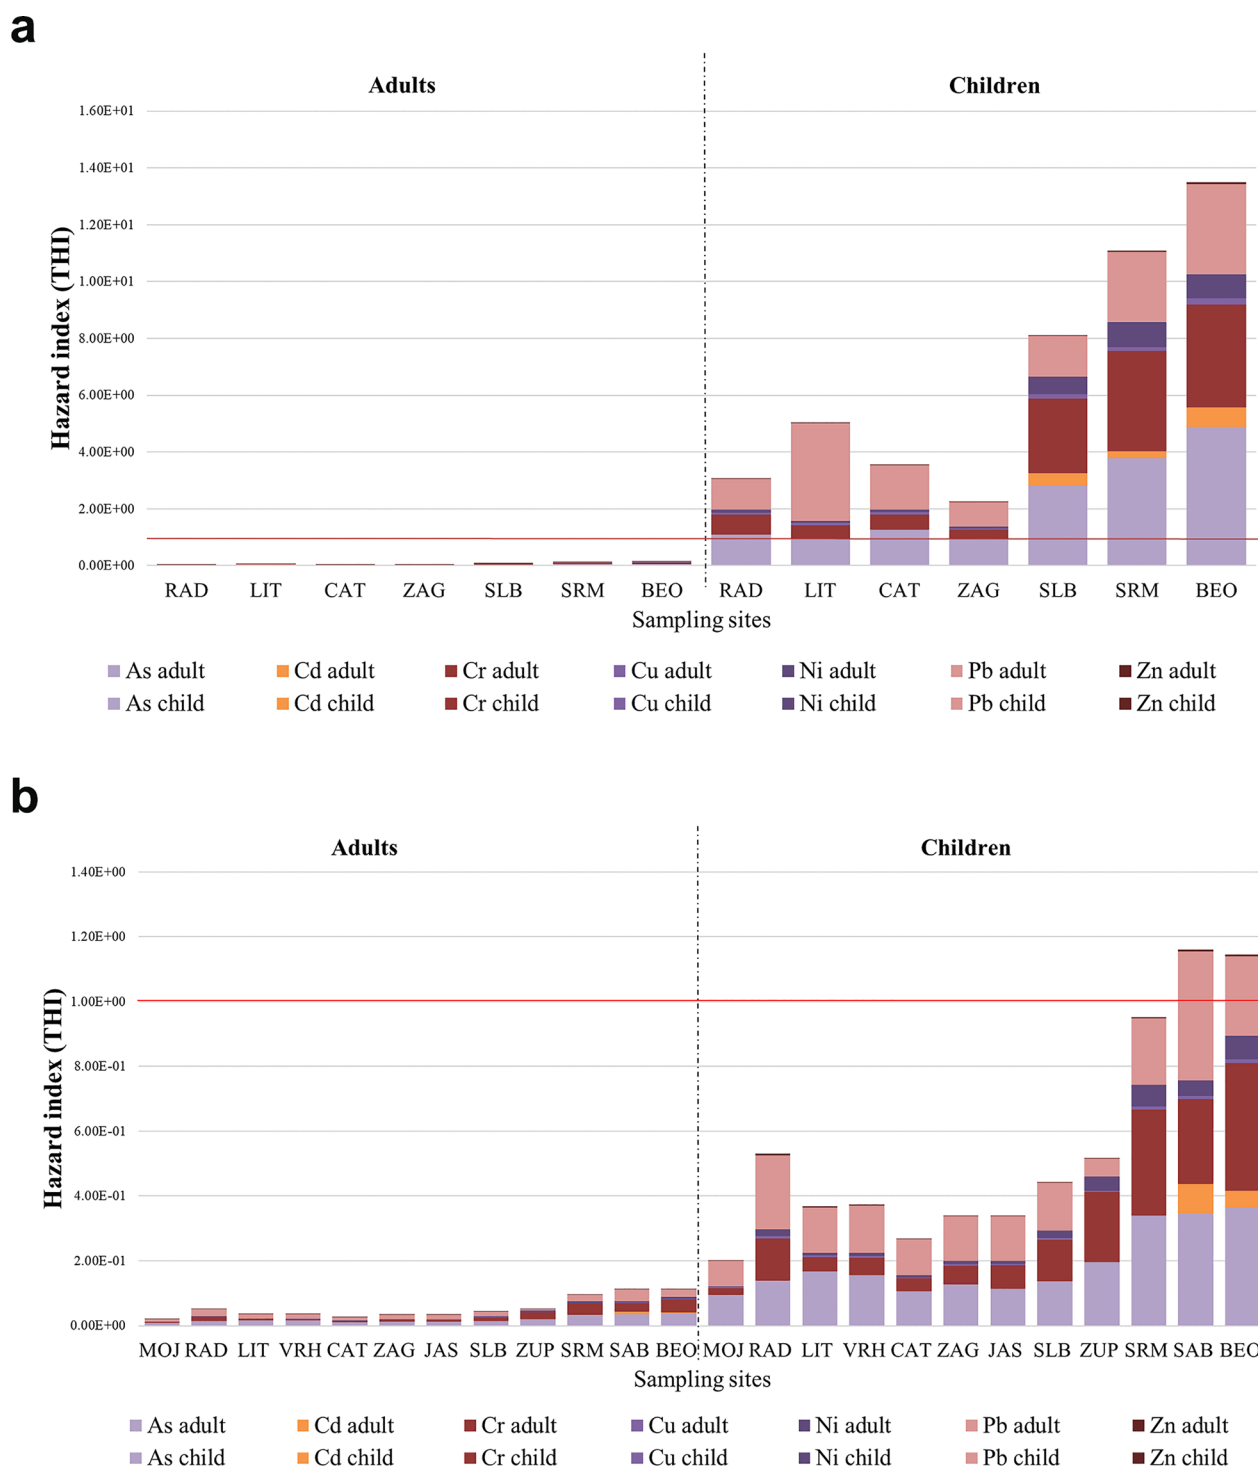 a
Adults Children
1.60E+01
1.40E+01
1.20E+01
1.00E+01
8.00E+00
6.00E+00
4.00E+00
2.00E+00
0.00E+00
Hazard index (THI)
RAD LIT CAT ZAG SLB SRM BEO RAD LIT CAT ZAG SLB SRM BEO
Sampling sites
As adult Cd adult Cr adult Cu adult Ni adult Pb adult Zn adult
As child Cd child Cr child Cu child Ni child Pb child Zn child
b
Adults Children
1.40E+00
1.20E+00
1.00E+00
8.00E-01
6.00E-01
4.00E-01
2.00E-01
0.00E+00
Hazard index (THI)
MOJ RAD LIT VRH CAT ZAG JAS SLB ZUP SRM SAB BEO MOJ RAD LIT VRH CAT ZAG JAS SLB ZUP SRM SAB BEO
Sampling sites
As adult Cd adult Cr adult Cu adult Ni adult Pb adult Zn adult
As child Cd child Cr child Cu child Ni child Pb child Zn child